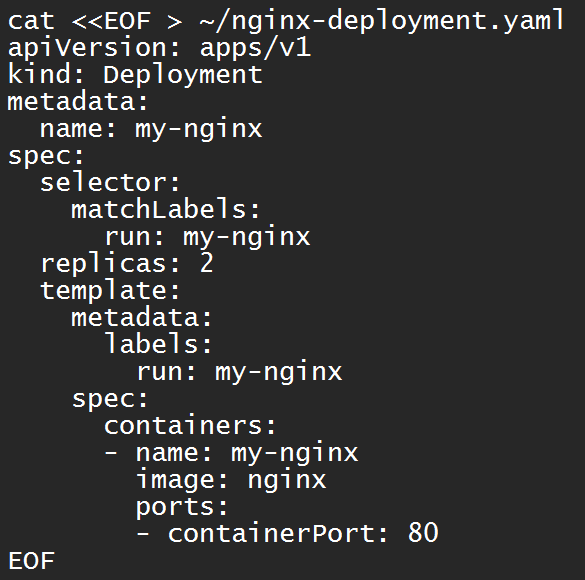 cat <<EOF > ~/nginx-deployment.yaml
apiVersion: apps/v1
kind: Deployment
metadata:
  name: my-nginx
spec:
  selector:
    matchLabels:
      run: my-nginx
  replicas: 2
  template:
    metadata:
      labels:
        run: my-nginx
    spec:
      containers:
      - name: my-nginx
        image: nginx
        ports:
        - containerPort: 80
EOF